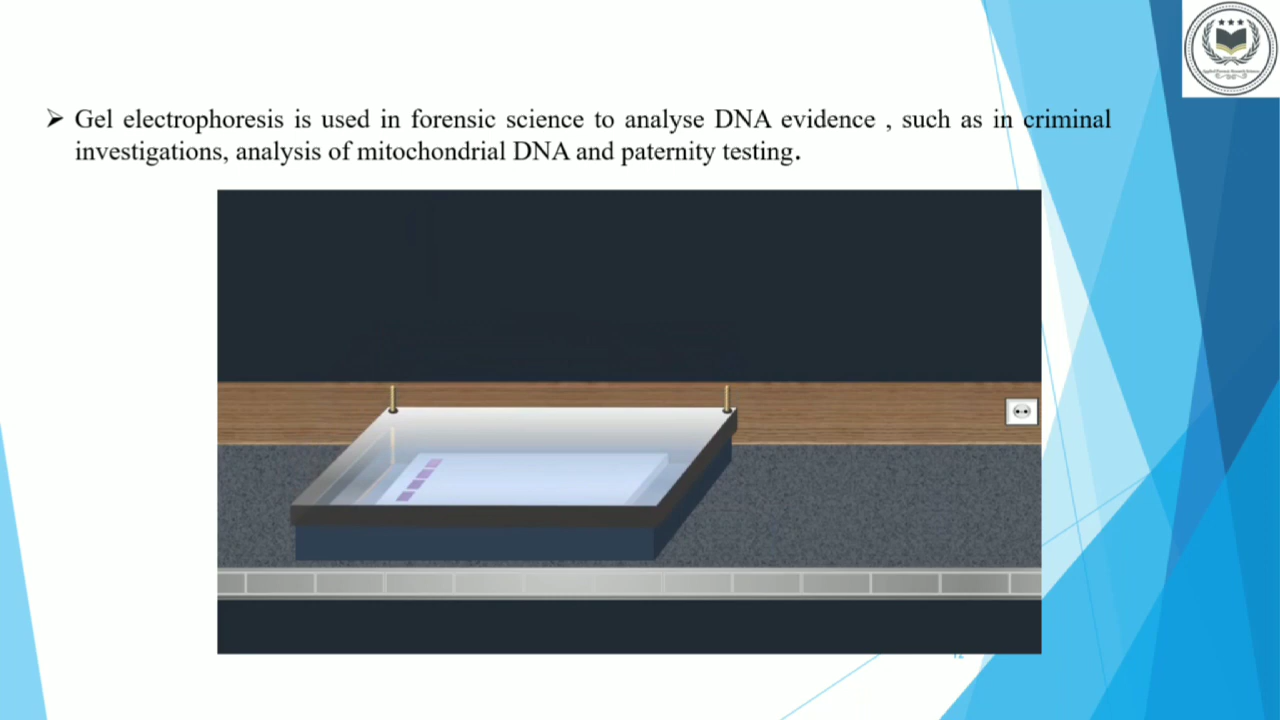 ➢ Gel electrophoresis is used in forensic science to analyse DNA evidence , such as in criminal
investigations, analysis of mitochondrial DNA and paternity testing.
12